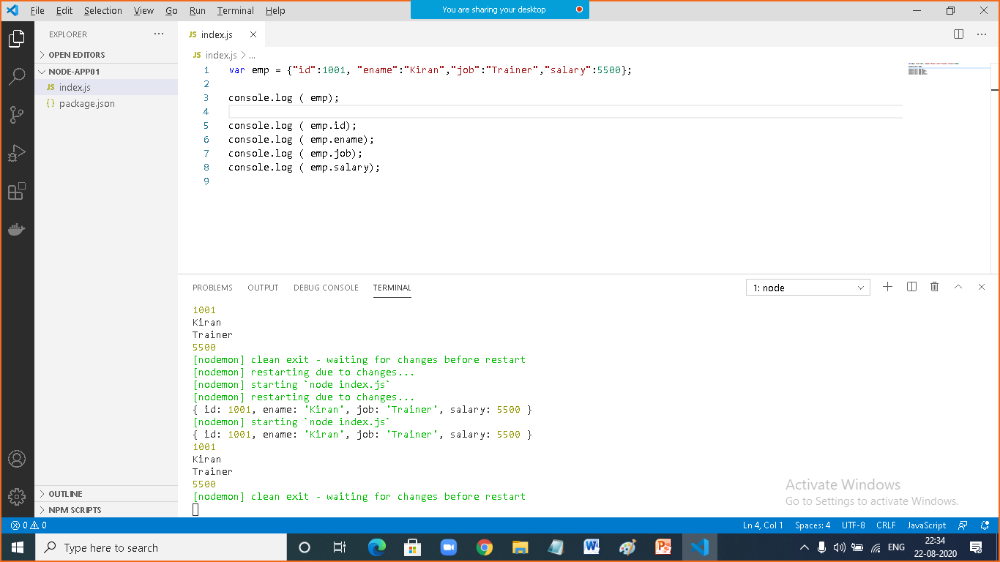 File Edit Selection View Go Run Terminal Help
You are sharing your desktop
EXPLORER
OPEN EDITORS
NODE-APP01
JS index.js
{} package.json
OUTLINE
NPM SCRIPTS
JS index.js
JS index.js > ...
1 var emp = {"id":1001, "ename":"Kiran","job":"Trainer","salary":5500};
2
3 console.log ( emp);
4
5 console.log ( emp.id);
6 console.log ( emp.ename);
7 console.log ( emp.job);
8 console.log ( emp.salary);
9
PROBLEMS OUTPUT DEBUG CONSOLE TERMINAL
1: node
1001
Kiran
Trainer
5500
[nodemon] clean exit - waiting for changes before restart
[nodemon] restarting due to changes...
[nodemon] starting `node index.js`
[nodemon] restarting due to changes...
{ id: 1001, ename: 'Kiran', job: 'Trainer', salary: 5500 }
[nodemon] starting `node index.js`
{ id: 1001, ename: 'Kiran', job: 'Trainer', salary: 5500 }
1001
Kiran
Trainer
5500
[nodemon] clean exit - waiting for changes before restart
Activate Windows
Go to Settings to activate Windows.
0 0
Ln 4, Col 1 Spaces: 4 UTF-8 CRLF JavaScript
Type here to search
ENG
22:34
22-08-2020